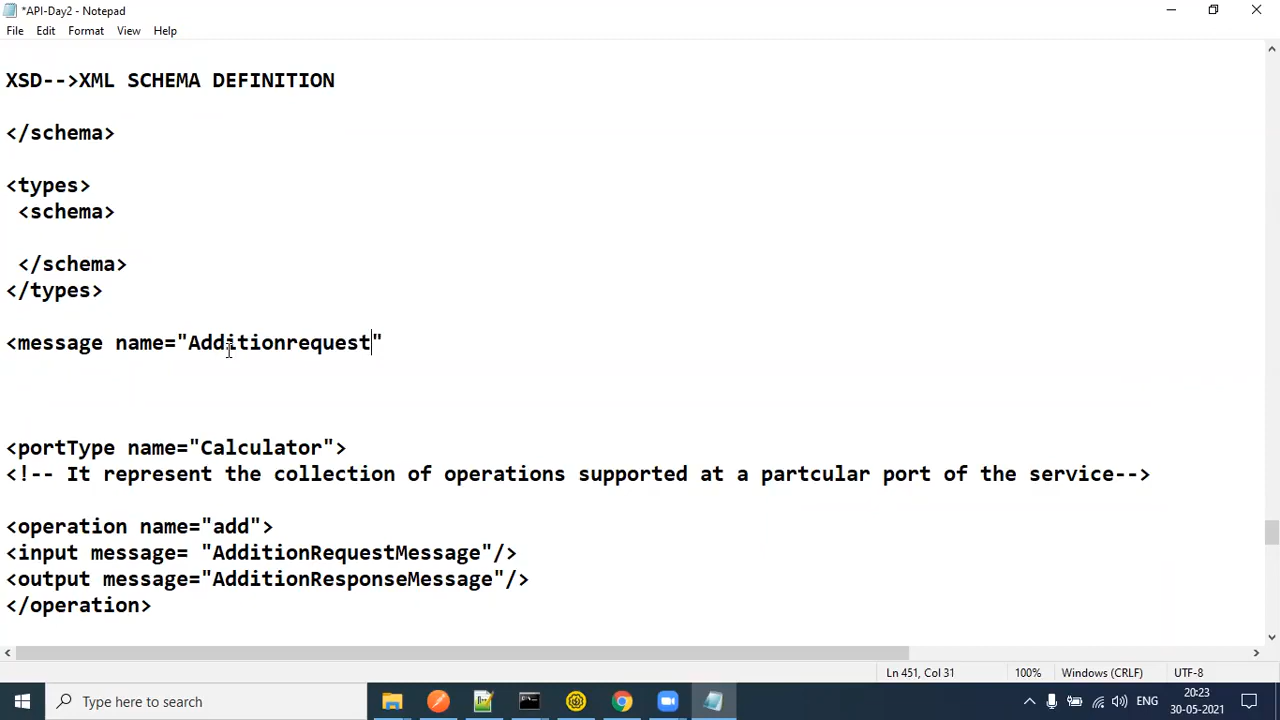 *API-Day2 - Notepad
File Edit Format View Help
XSD-->XML SCHEMA DEFINITION
</schema>
<types>
<schema>
</schema>
</types>
<message name="Additionrequest"
<portType name="Calculator">
<!-- It represent the collection of operations supported at a partcular port of the service-->
<operation name="add">
<input message= "AdditionRequestMessage"/>
<output message="AdditionResponseMessage"/>
</operation>
Ln 451, Col 31 100% Windows (CRLF) UTF-8
Type here to search
ENG
20:23
30-05-2021